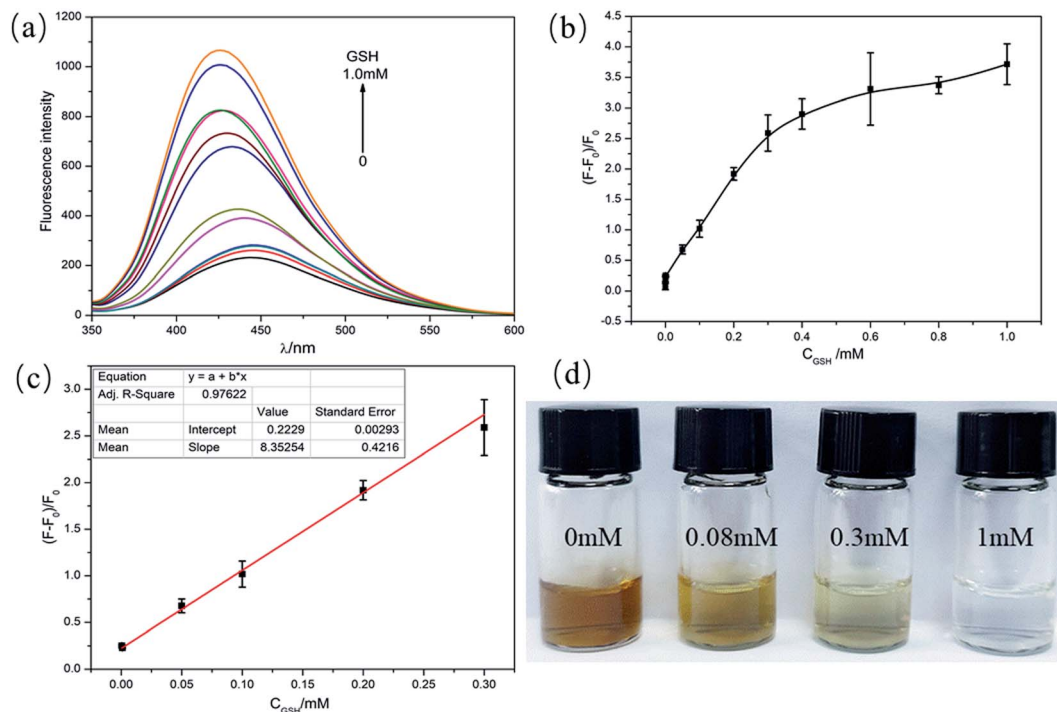 (a)
1200
1000
800
600
400
200
0
Fluorescence intensity
GSH
1.0mM
0
350 400 450 500 550 600
λ/nm
(b)
4.5
4.0
3.5
3.0
2.5
2.0
1.5
1.0
0.5
0.0
-0.5
(F-F₀)/F₀
0.0 0.2 0.4 0.6 0.8 1.0
C_GSH /mM
(c)
Equation y = a + b*x
Adj. R-Square 0.97622
Value Standard Error
Mean Intercept 0.2229 0.00293
Mean Slope 8.35254 0.4216
3.0
2.5
2.0
1.5
1.0
0.5
0.0
(F-F₀)/F₀
0.00 0.05 0.10 0.15 0.20 0.25 0.30
C_GSH/mM
(d)
0mM 0.08mM 0.3mM 1mM